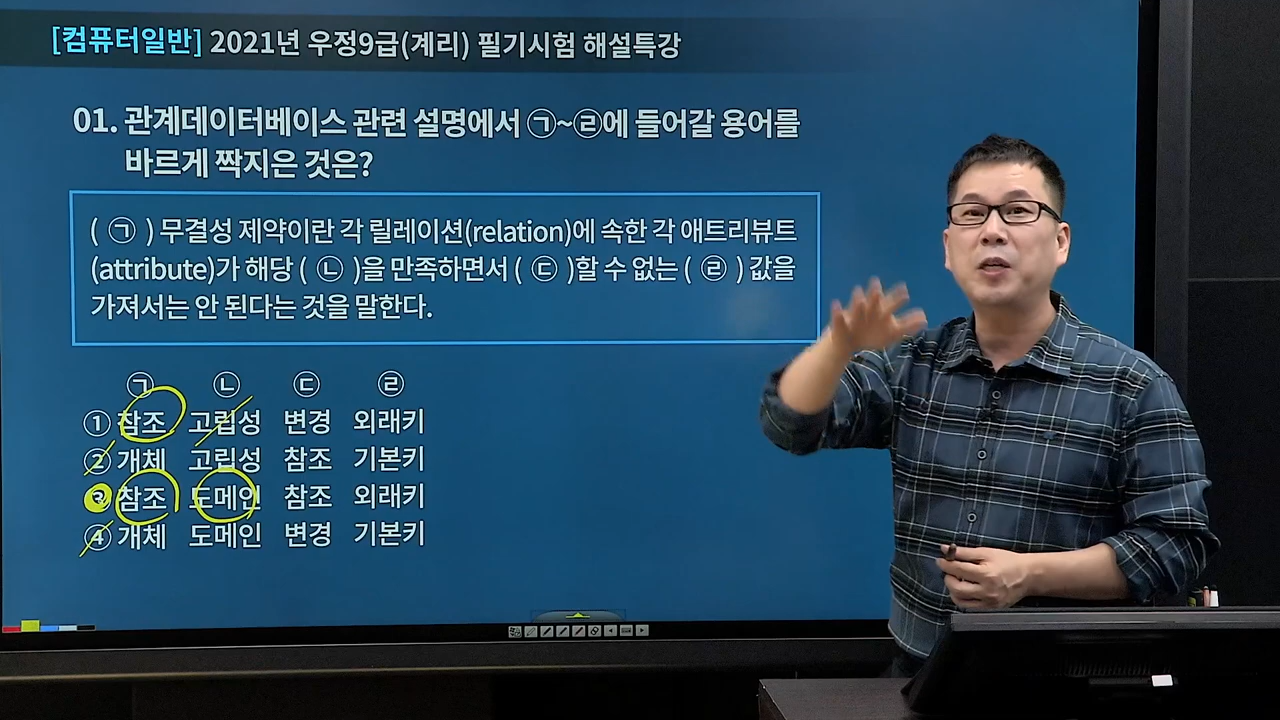 [컴퓨터일반] 2021년 우정9급(계리) 필기시험 해설특강
01. 관계데이터베이스 관련 설명에서 ㉠~㉣에 들어갈 용어를
바르게 짝지은 것은?
( ㉠ ) 무결성 제약이란 각 릴레이션(relation)에 속한 각 애트리뷰트
(attribute)가 해당 ( ㉡ )을 만족하면서 ( ㉢ )할 수 없는 ( ㉣ ) 값을
가져서는 안 된다는 것을 말한다.
㉠ ㉡ ㉢ ㉣
① 참조 고립성 변경 외래키
② 개체 고립성 참조 기본키
③ 참조 도메인 참조 외래키
④ 개체 도메인 변경 기본키